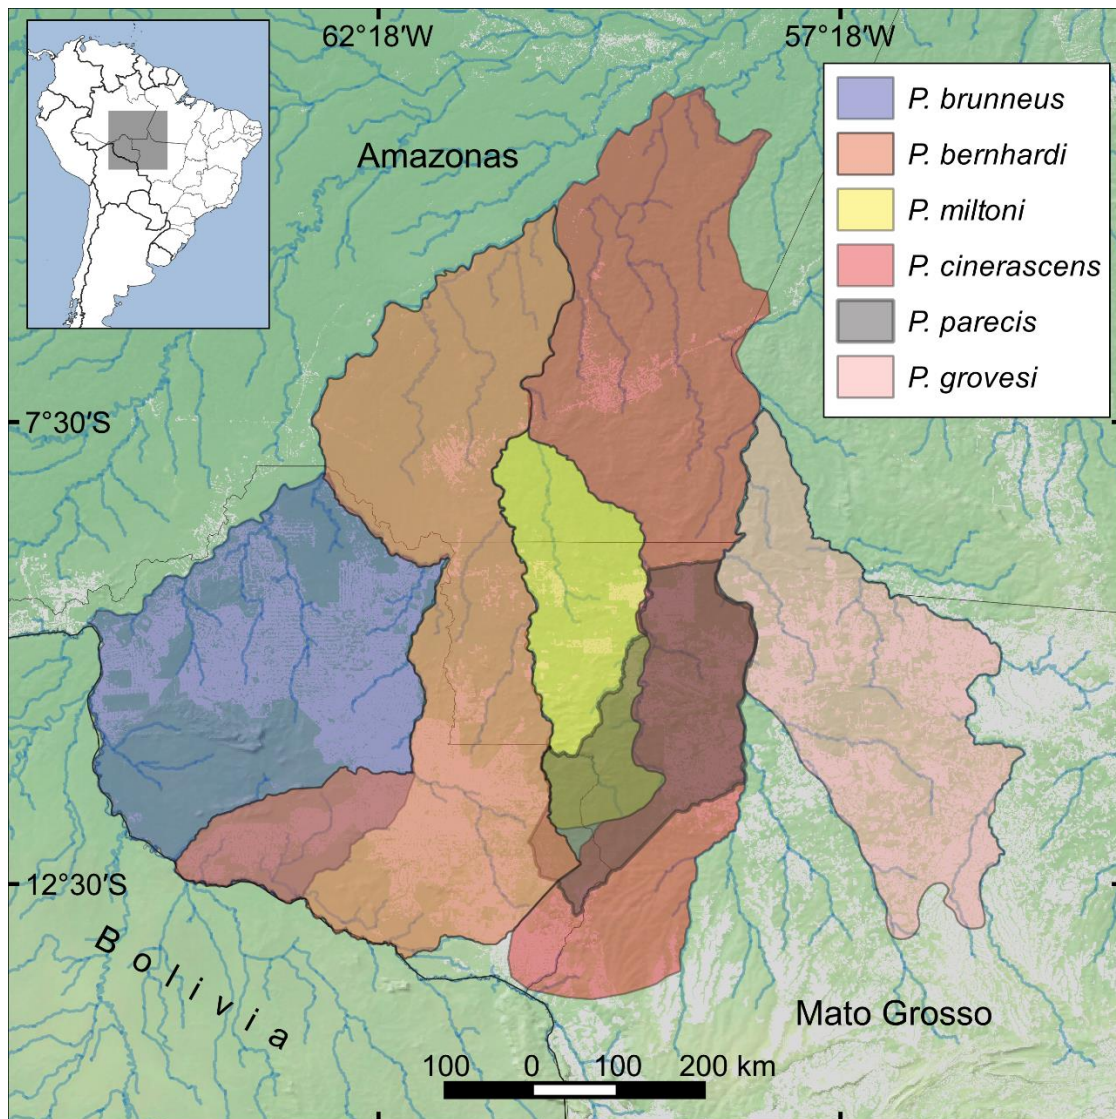 62°18′W
57°18′W
P. brunneus
P. bernhardi
P. miltoni
P. cinerascens
P. parecis
P. grovesi
Amazonas
7°30′S
12°30′S
Bolivia
Mato Grosso
100 0 100 200 km